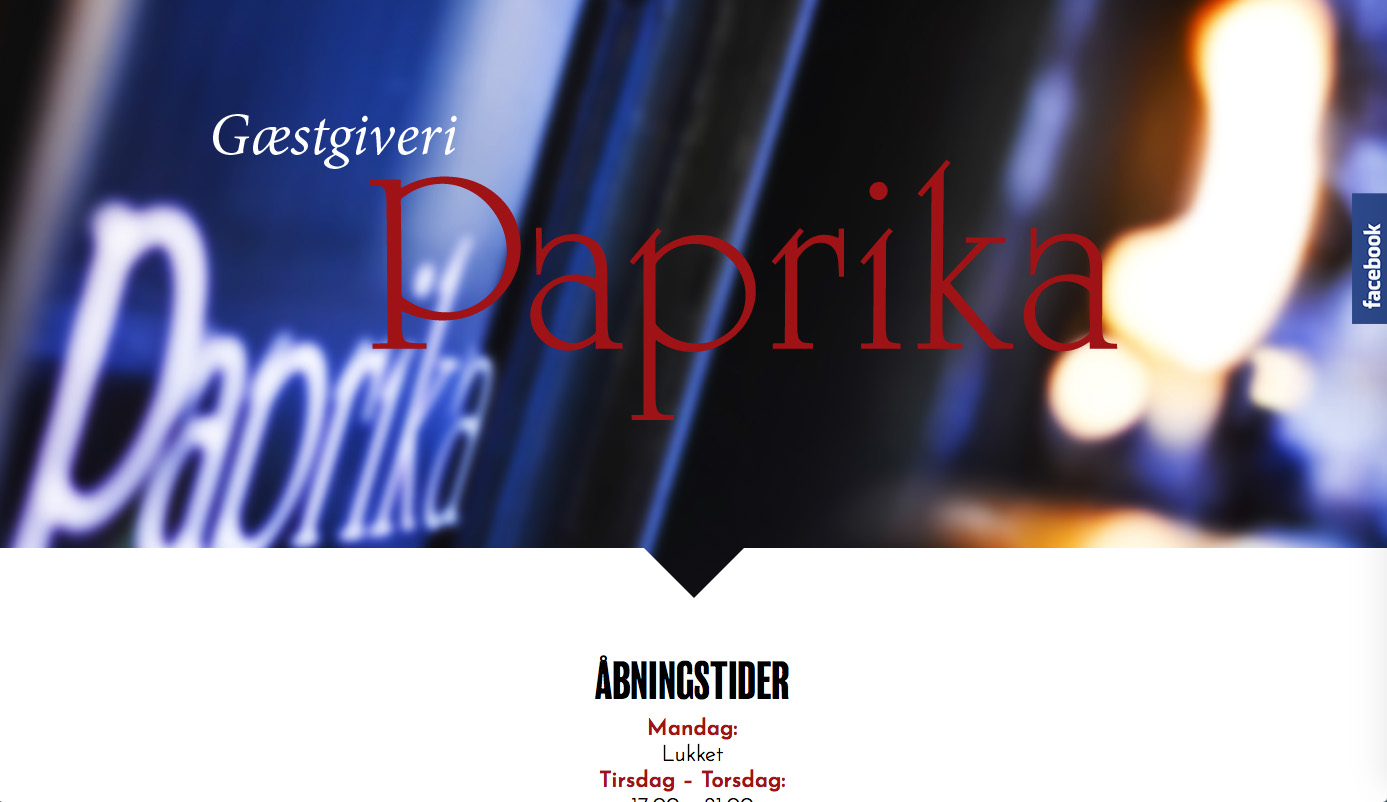 Gæstgiveri
Paprika
Paprika
facebook
ÅBNINGSTIDER
Mandag:
Lukket
Tirsdag – Torsdag: